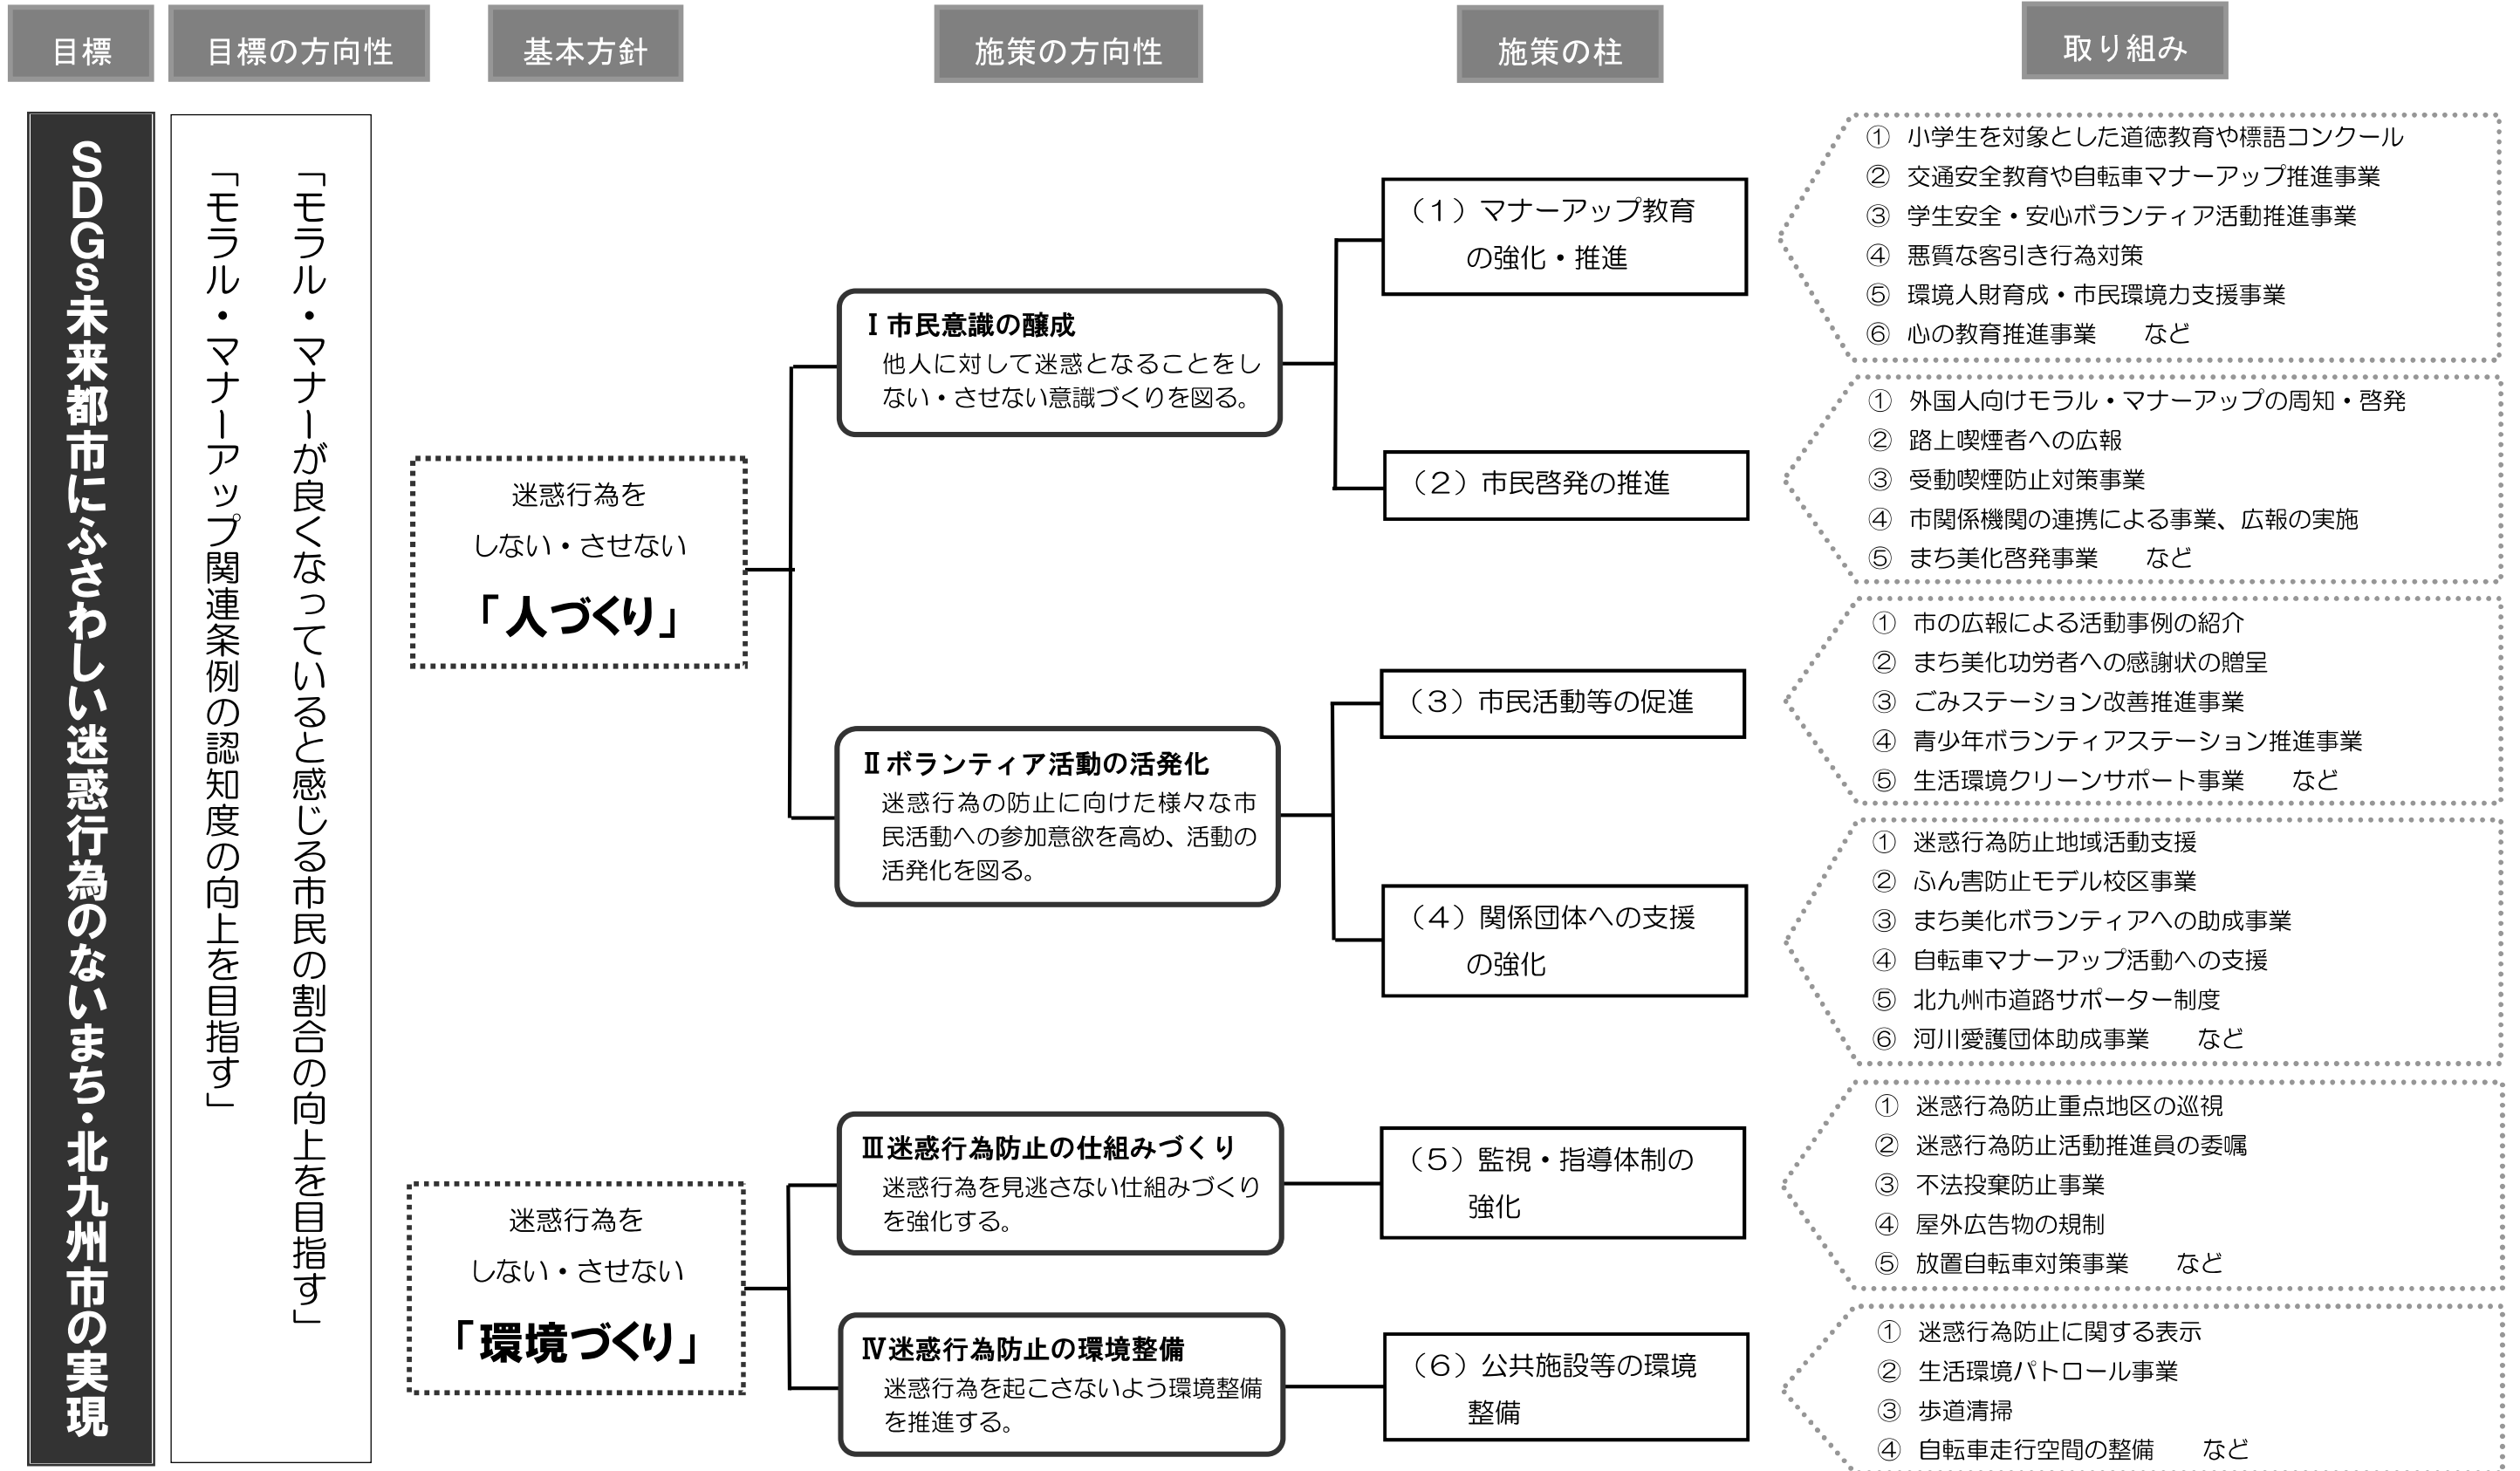 目標
目標の方向性
基本方針
施策の方向性
施策の柱
取り組み
SDGs未来都市にふさわしい迷惑行為のないまち・北九州市の実現
「モラル・マナーが良くなっていると感じる市民の割合の向上を目指す」
「モラル・マナーアップ関連条例の認知度の向上を目指す」
迷惑行為を
しない・させない
「人づくり」
Ⅰ 市民意識の醸成
他人に対して迷惑となることをし
ない・させない意識づくりを図る。
（１）マナーアップ教育
の強化・推進
① 小学生を対象とした道徳教育や標語コンクール
② 交通安全教育や自転車マナーアップ推進事業
③ 学生安全・安心ボランティア活動推進事業
④ 悪質な客引き行為対策
⑤ 環境人財育成・市民環境力支援事業
⑥ 心の教育推進事業　　など
（２）市民啓発の推進
① 外国人向けモラル・マナーアップの周知・啓発
② 路上喫煙者への広報
③ 受動喫煙防止対策事業
④ 市関係機関の連携による事業、広報の実施
⑤ まち美化啓発事業　　など
Ⅱ ボランティア活動の活発化
迷惑行為の防止に向けた様々な市
民活動への参加意欲を高め、活動の
活発化を図る。
（３）市民活動等の促進
① 市の広報による活動事例の紹介
② まち美化功労者への感謝状の贈呈
③ ごみステーション改善推進事業
④ 青少年ボランティアステーション推進事業
⑤ 生活環境クリーンサポート事業　　など
（４）関係団体への支援
の強化
① 迷惑行為防止地域活動支援
② ふん害防止モデル校区事業
③ まち美化ボランティアへの助成事業
④ 自転車マナーアップ活動への支援
⑤ 北九州市道路サポーター制度
⑥ 河川愛護団体助成事業　　など
迷惑行為を
しない・させない
「環境づくり」
Ⅲ 迷惑行為防止の仕組みづくり
迷惑行為を見逃さない仕組みづくり
を強化する。
（５）監視・指導体制の
強化
① 迷惑行為防止重点地区の巡視
② 迷惑行為防止活動推進員の委嘱
③ 不法投棄防止事業
④ 屋外広告物の規制
⑤ 放置自転車対策事業　　など
Ⅳ 迷惑行為防止の環境整備
迷惑行為を起こさないよう環境整備
を推進する。
（６）公共施設等の環境
整備
① 迷惑行為防止に関する表示
② 生活環境パトロール事業
③ 歩道清掃
④ 自転車走行空間の整備　　など